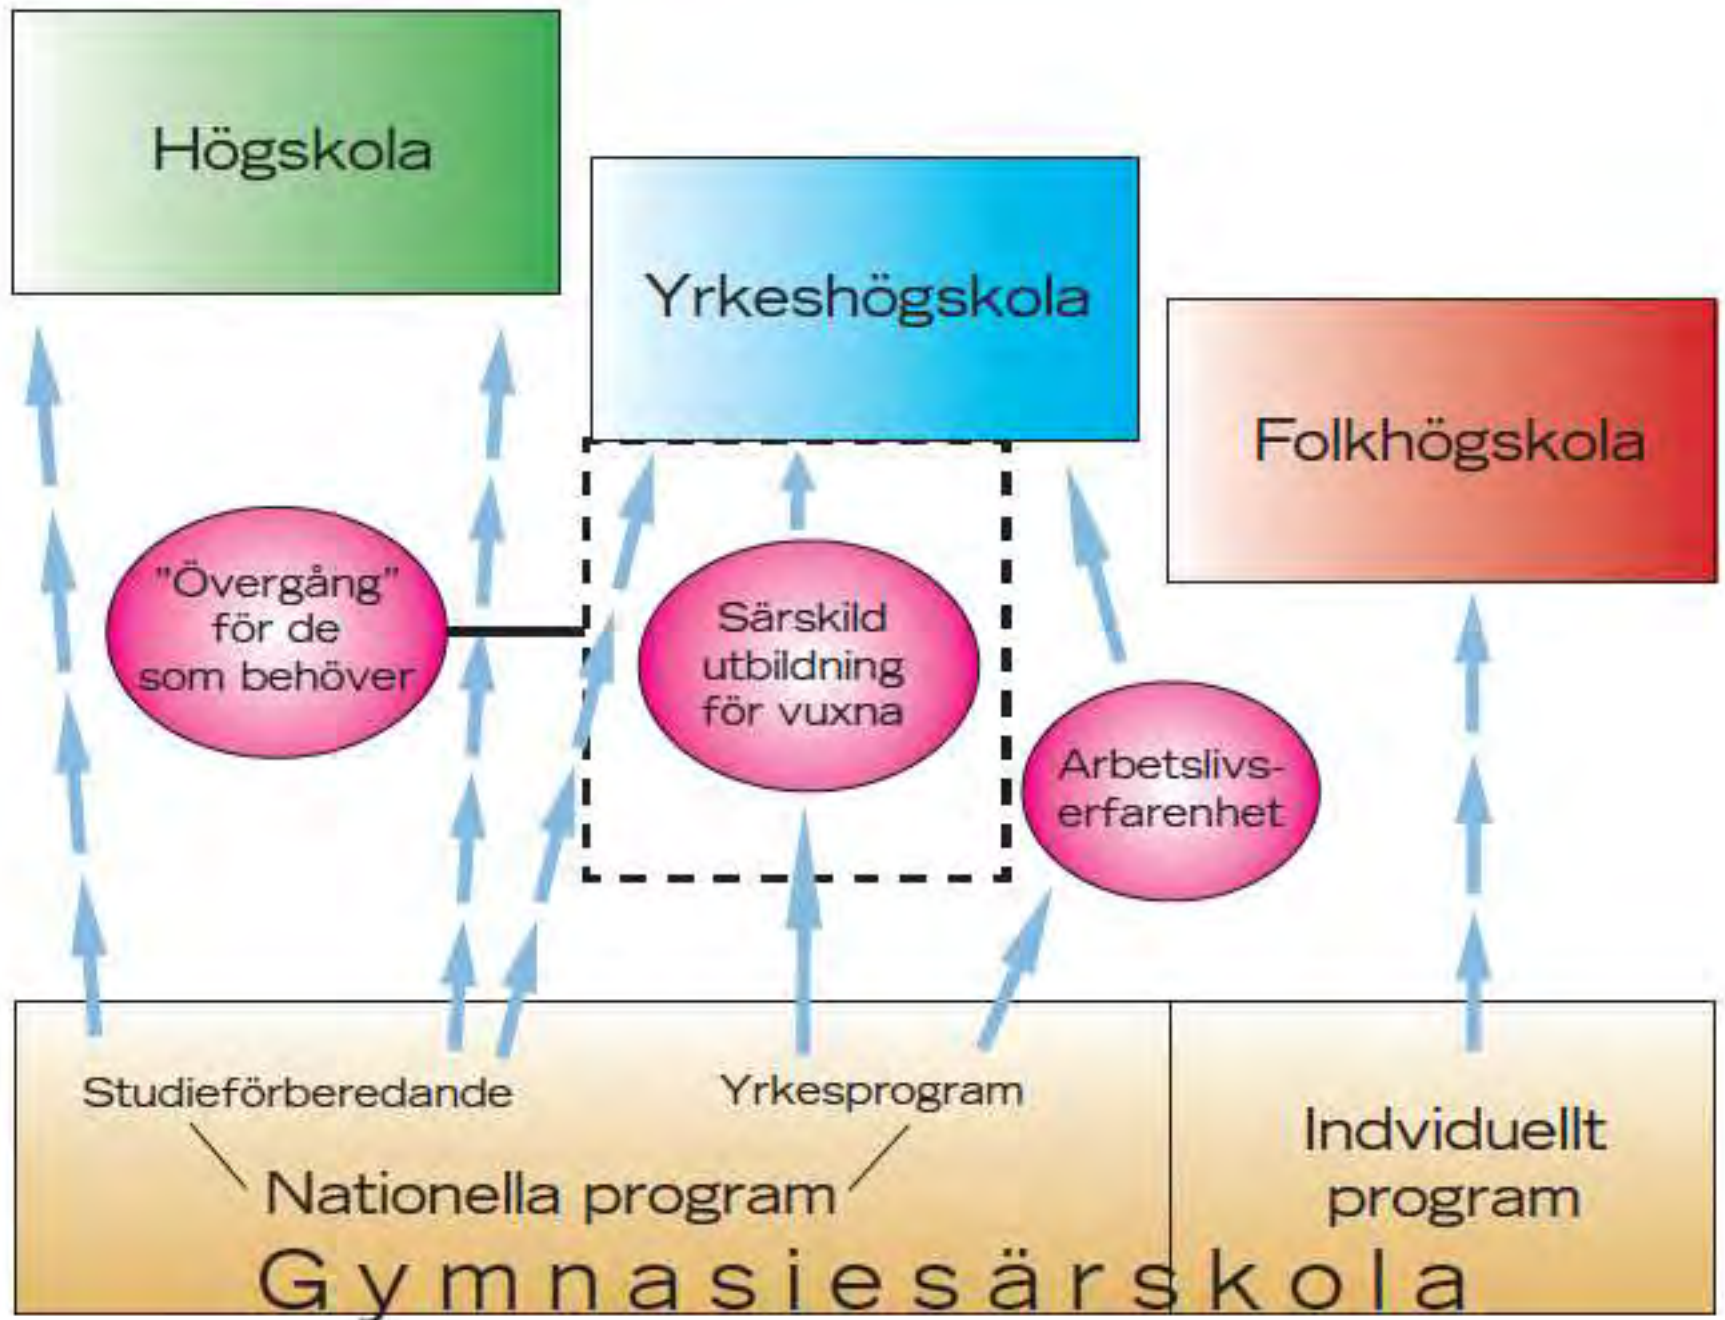 Högskola
Yrkeshögskola
Folkhögskola
"Övergång"
för de
som behöver
Särskild
utbildning
för vuxna
Arbetslivs-
erfarenhet
Studieförberedande
Yrkesprogram
Nationella program
Indviduellt
program
Gymnasiesärskola